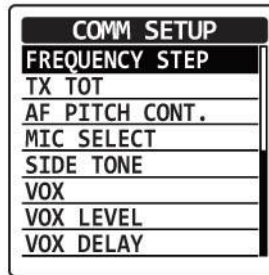 COMM SETUP
FREQUENCY STEP
TX TOT
AF PITCH CONT.
MIC SELECT
SIDE TONE
VOX
VOX LEVEL
VOX DELAY